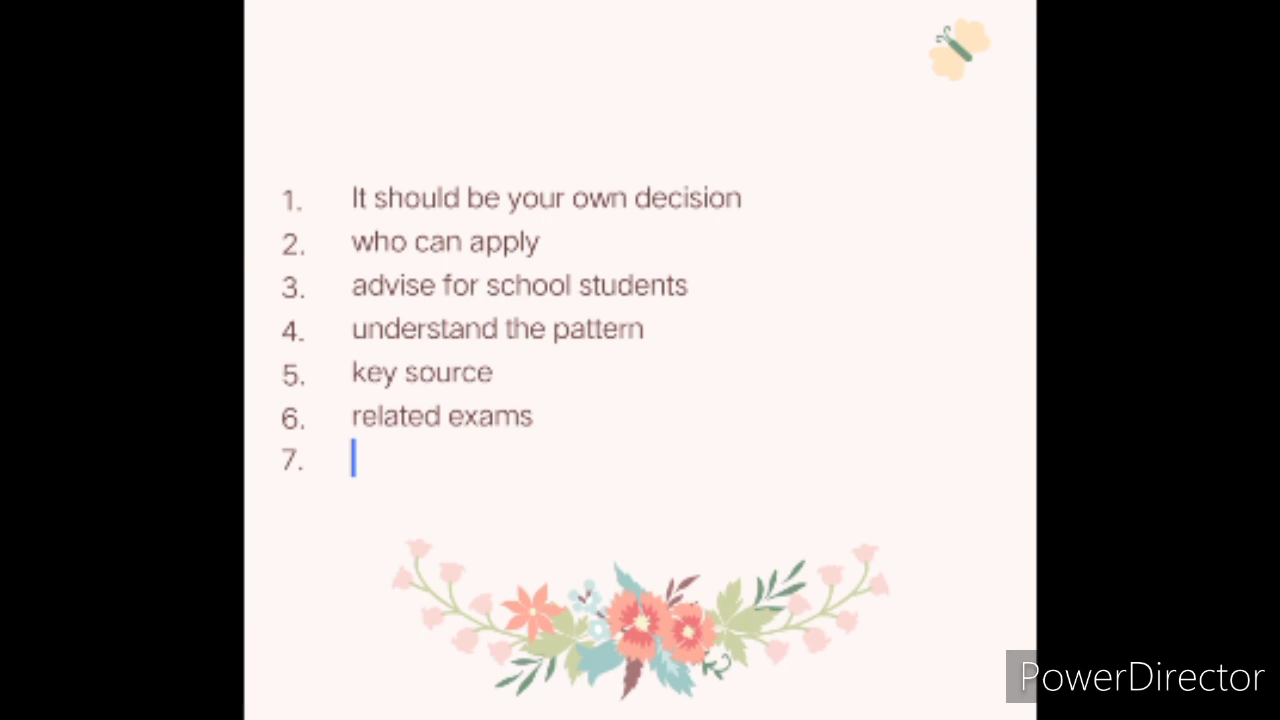 1. It should be your own decision
2. who can apply
3. advise for school students
4. understand the pattern
5. key source
6. related exams
7.
PowerDirector